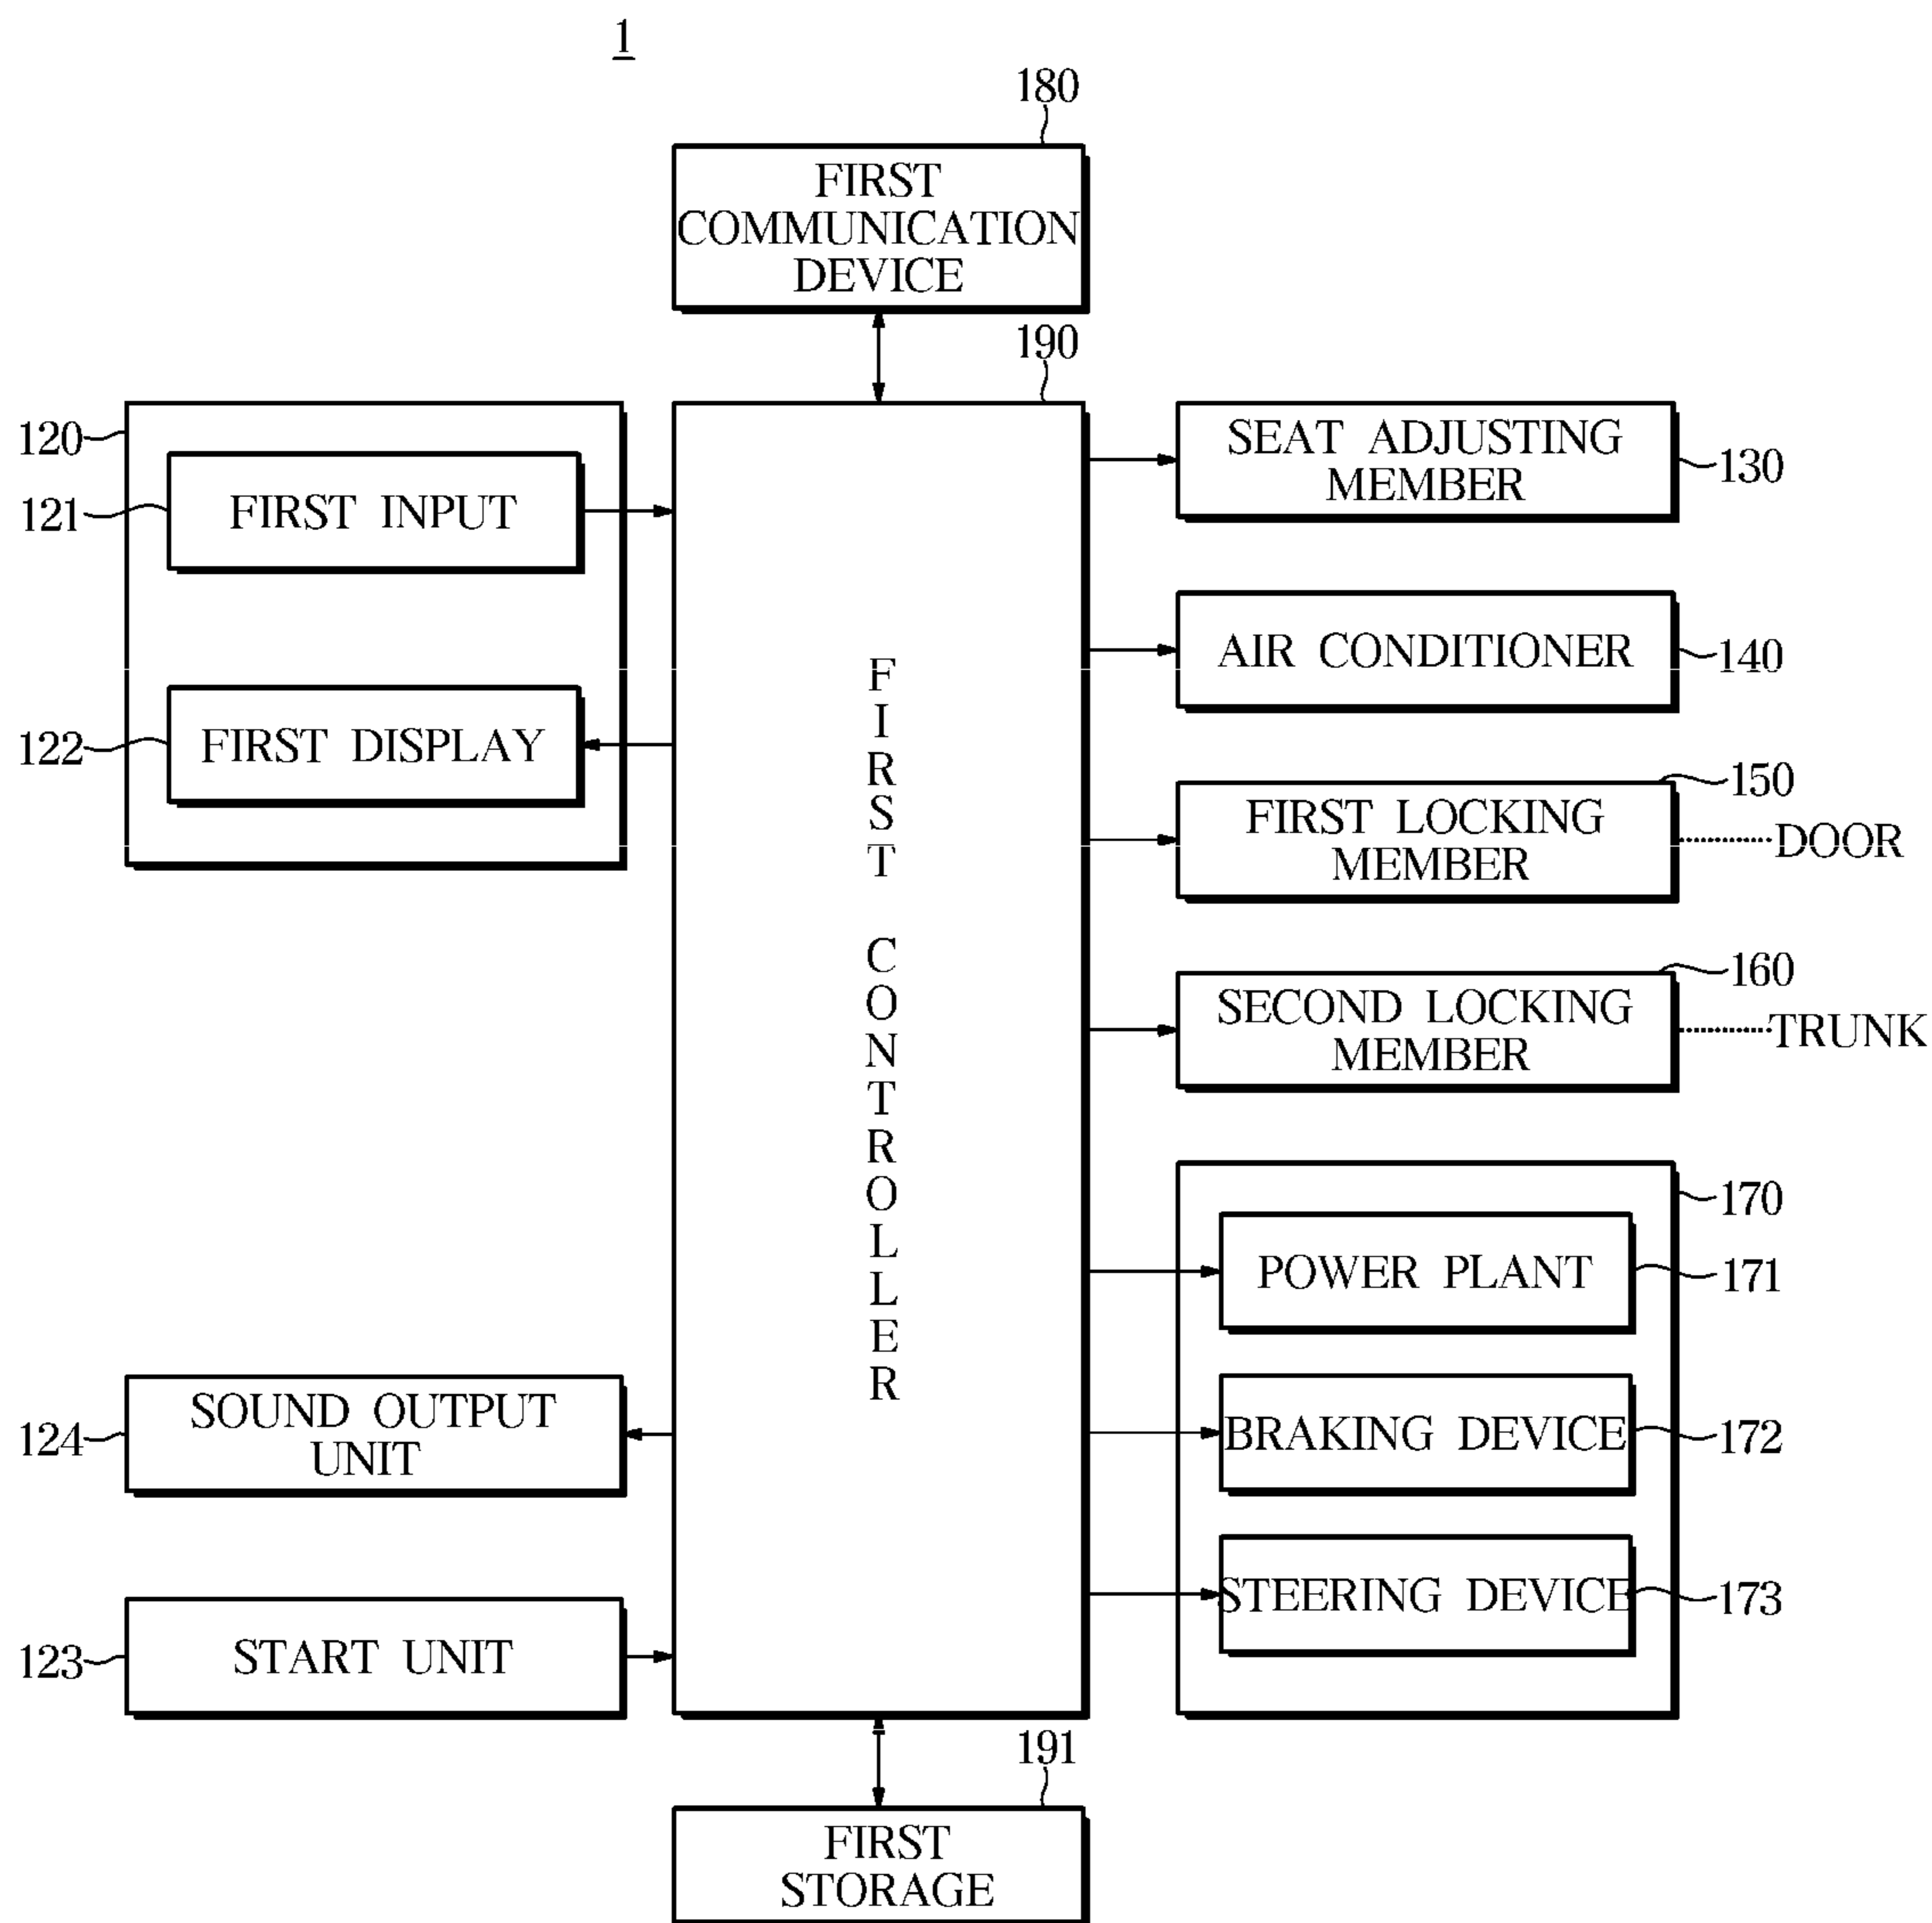 1
180
FIRST
COMMUNICATION
DEVICE
190
120
121
FIRST INPUT
122
FIRST DISPLAY
124
SOUND OUTPUT
UNIT
123
START UNIT
FIRST CONTROLLER
SEAT ADJUSTING
MEMBER
130
AIR CONDITIONER
140
150
FIRST LOCKING
MEMBER
DOOR
160
SECOND LOCKING
MEMBER
TRUNK
170
POWER PLANT
171
BRAKING DEVICE
172
STEERING DEVICE
173
191
FIRST
STORAGE